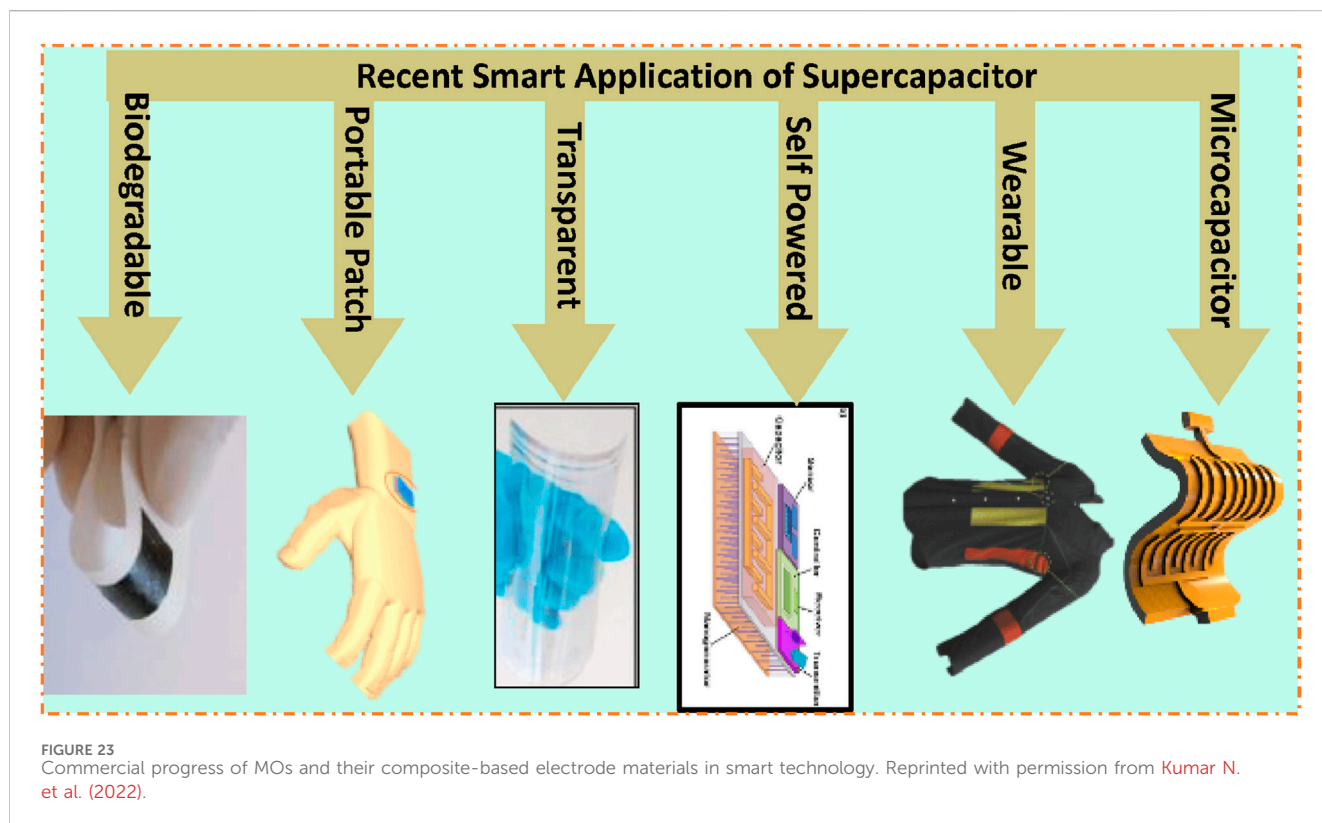 Recent Smart Application of Supercapacitor
Biodegradable
Portable Patch
Transparent
Self Powered
Wearable
Microcapacitor
FIGURE 23
Commercial progress of MOs and their composite-based electrode materials in smart technology. Reprinted with permission from Kumar N.
et al. (2022).